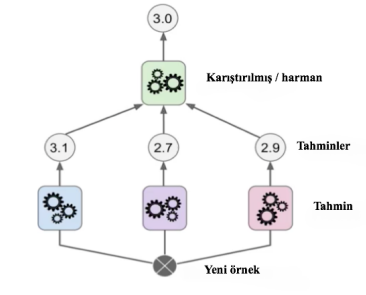 3.0
Karıştırılmış / harman
3.1
2.7
2.9
Tahminler
Tahmin
Yeni örnek